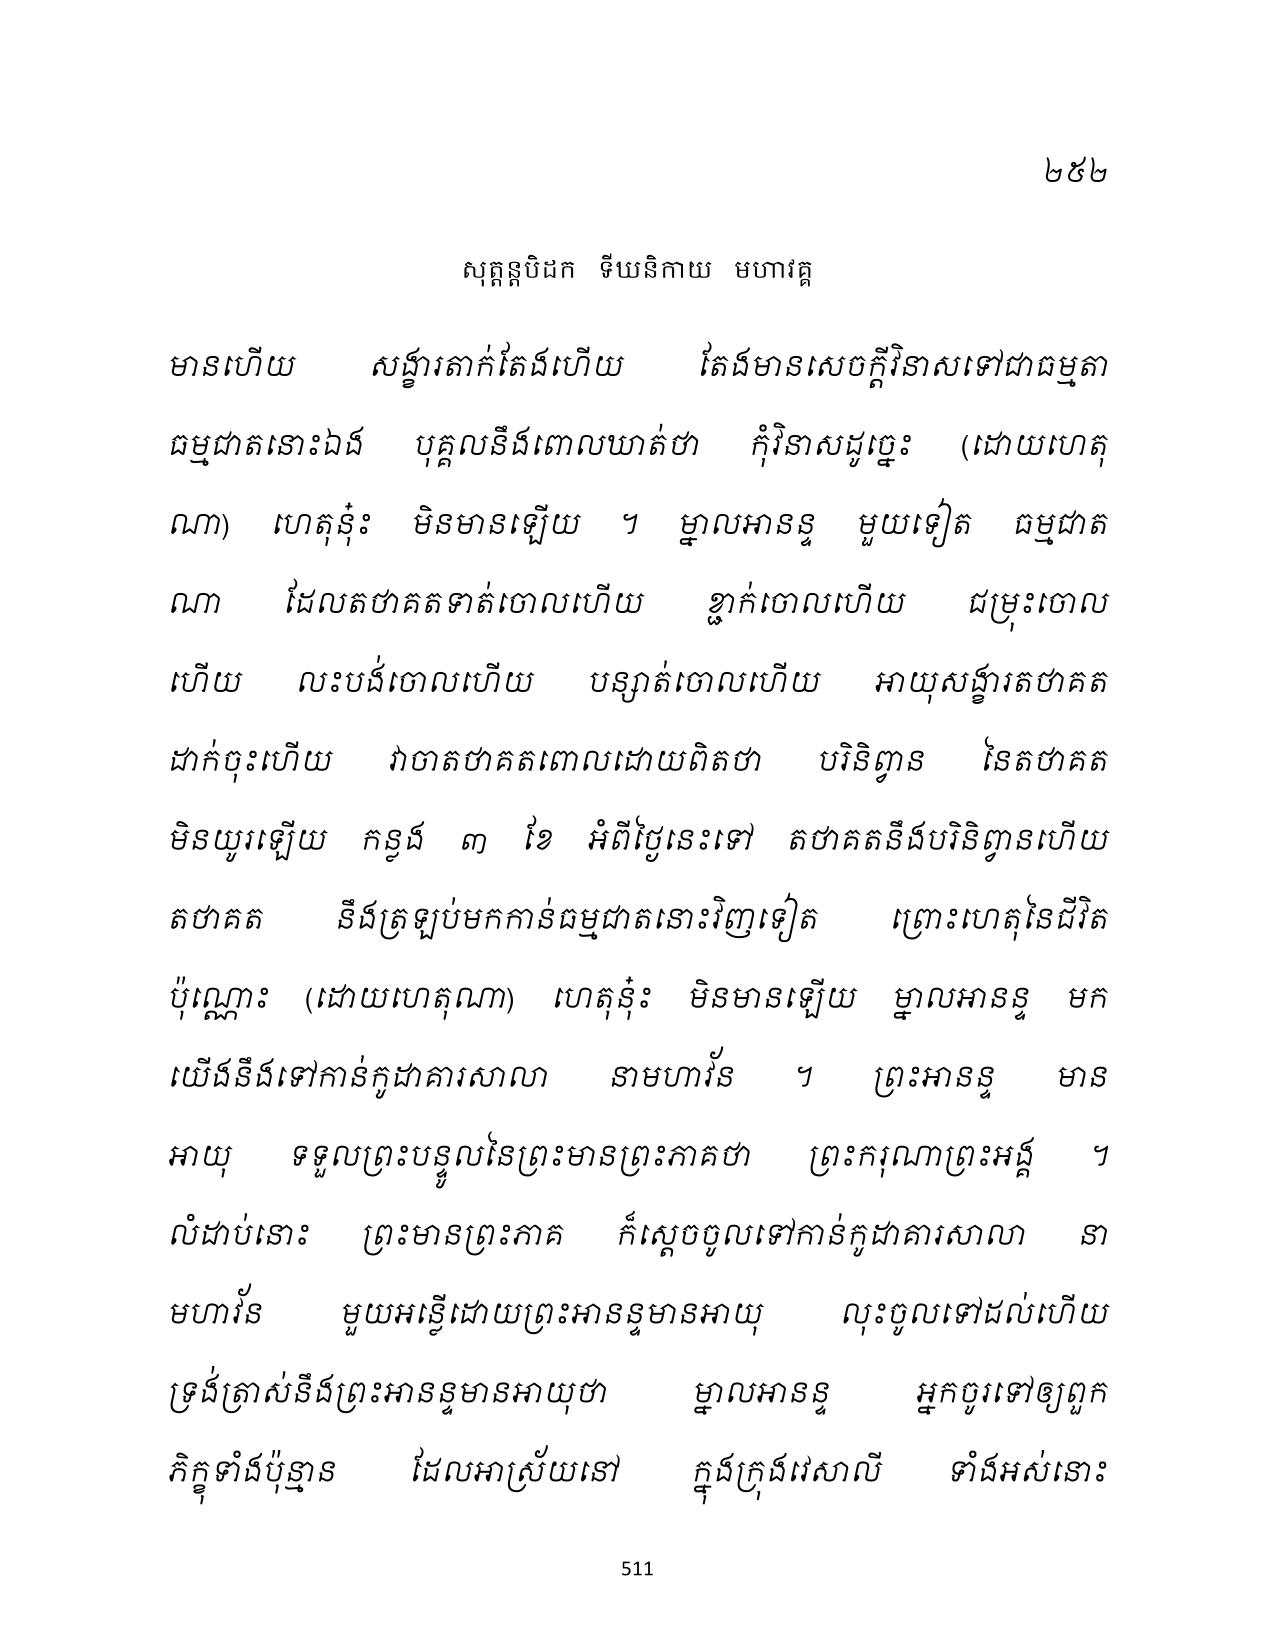 ២៥២
សុត្តន្តបិដក ទីឃនិកាយ មហាវគ្គ
មានហើយ សង្ខារតាក់តែងហើយ តែងមានសេចក្តីវិនាសទៅជាធម្មតា
ធម្មជាតនោះឯង បុគ្គលនឹងពោលឃាត់ថា កុំវិនាសដូច្នេះ (ដោយហេតុ
ណា) ហេតុនុ៎ះ មិនមានឡើយ ។ ម្នាលអានន្ទ មួយទៀត ធម្មជាត
ណា ដែលតថាគតទាត់ចោលហើយ ខ្ជាក់ចោលហើយ ជម្រុះចោល
ហើយ លះបង់ចោលហើយ បន្សាត់ចោលហើយ អាយុសង្ខារតថាគត
ដាក់ចុះហើយ វាចាតថាគតពោលដោយពិតថា បរិនិព្វាន នៃតថាគត
មិនយូរឡើយ កន្លង ៣ ខែ អំពីថ្ងៃនេះទៅ តថាគតនឹងបរិនិព្វានហើយ
តថាគត នឹងត្រឡប់មកកាន់ធម្មជាតនោះវិញទៀត ព្រោះហេតុនៃជីវិត
ប៉ុណ្ណោះ (ដោយហេតុណា) ហេតុនុ៎ះ មិនមានឡើយ ម្នាលអានន្ទ មក
យើងនឹងទៅកាន់កូដាគារសាលា នាមហាវ័ន ។ ព្រះអានន្ទ មាន
អាយុ ទទួលព្រះបន្ទូលនៃព្រះមានព្រះភាគថា ព្រះករុណាព្រះអង្គ ។
លំដាប់នោះ ព្រះមានព្រះភាគ ក៏ស្តេចចូលទៅកាន់កូដាគារសាលា នា
មហាវ័ន មួយអន្លើដោយព្រះអានន្ទមានអាយុ លុះចូលទៅដល់ហើយ
ទ្រង់ត្រាស់នឹងព្រះអានន្ទមានអាយុថា ម្នាលអានន្ទ អ្នកចូរទៅឲ្យពួក
ភិក្ខុទាំងប៉ុន្មាន ដែលអាស្រ័យនៅ ក្នុងក្រុងវេសាលី ទាំងអស់នោះ
511